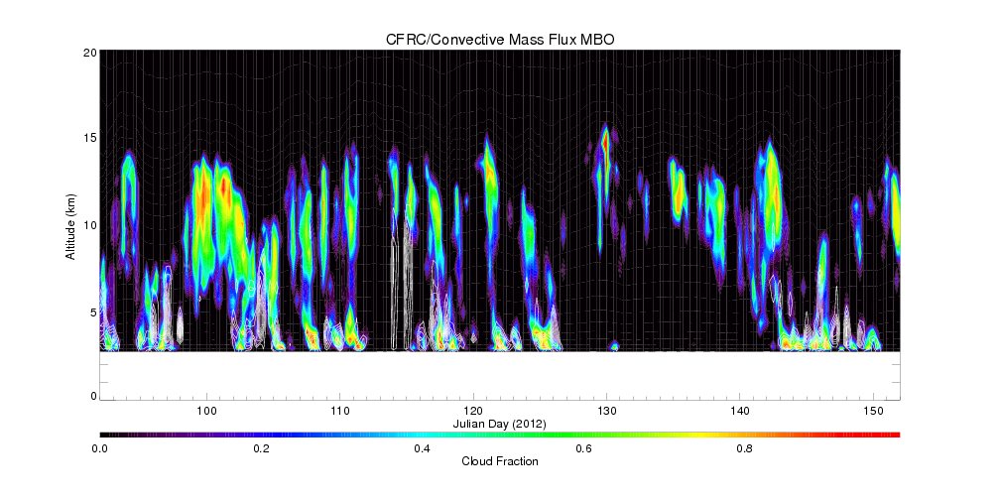 CFRC/Convective Mass Flux MBO
20
15
10
5
0
Altitude (km)
100 110 120 130 140 150
Julian Day (2012)
0.0 0.2 0.4 0.6 0.8
Cloud Fraction